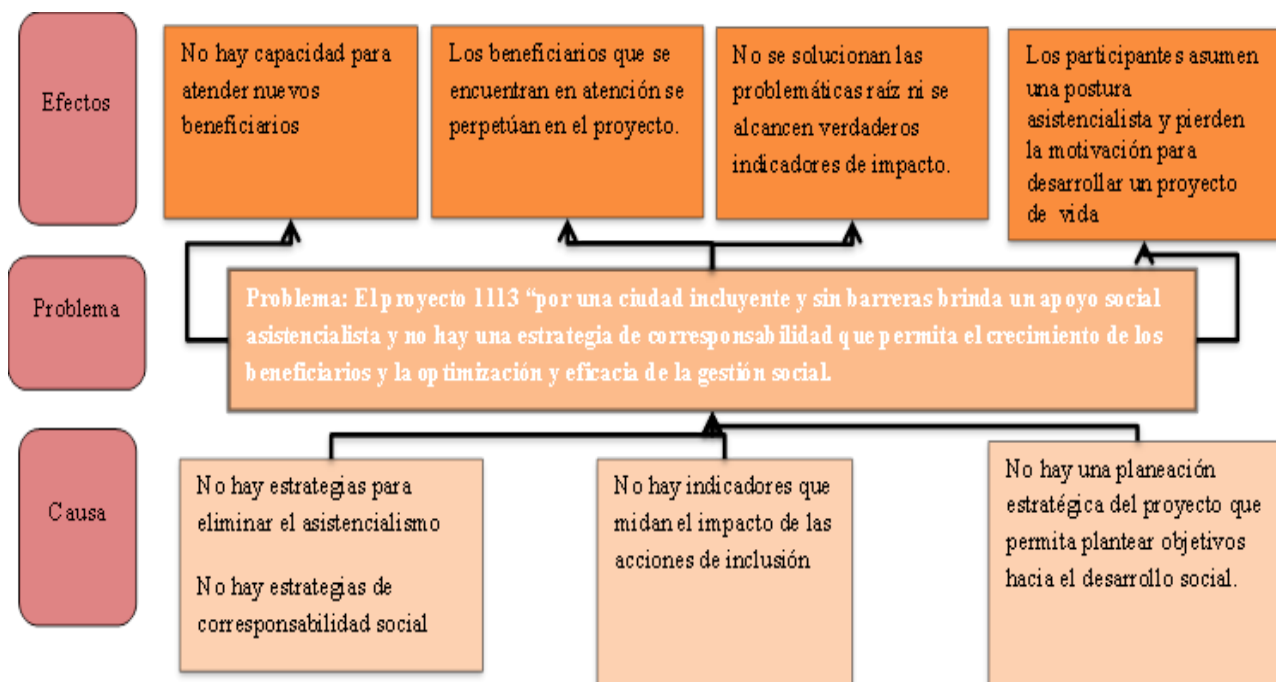 Efectos
No hay capacidad para
atender nuevos
beneficiarios
Los beneficiarios que se
encuentran en atención se
perpetúan en el proyecto.
No se solucionan las
problemáticas raíz ni se
alcancen verdaderos
indicadores de impacto.
Los participantes asumen
una postura
asistencialista y pierden
la motivación para
desarrollar un proyecto
de vida
Problema
Problema: El proyecto 1113 “por una ciudad incluyente y sin barreras brinda un apoyo social
asistencialista y no hay una estrategia de corresponsabilidad que permita el crecimiento de los
beneficiarios y la optimización y eficacia de la gestión social.
Causa
No hay estrategias para
eliminar el asistencialismo
No hay estrategias de
corresponsabilidad social
No hay indicadores que
midan el impacto de las
acciones de inclusión
No hay una planeación
estratégica del proyecto que
permita plantear objetivos
hacia el desarrollo social.